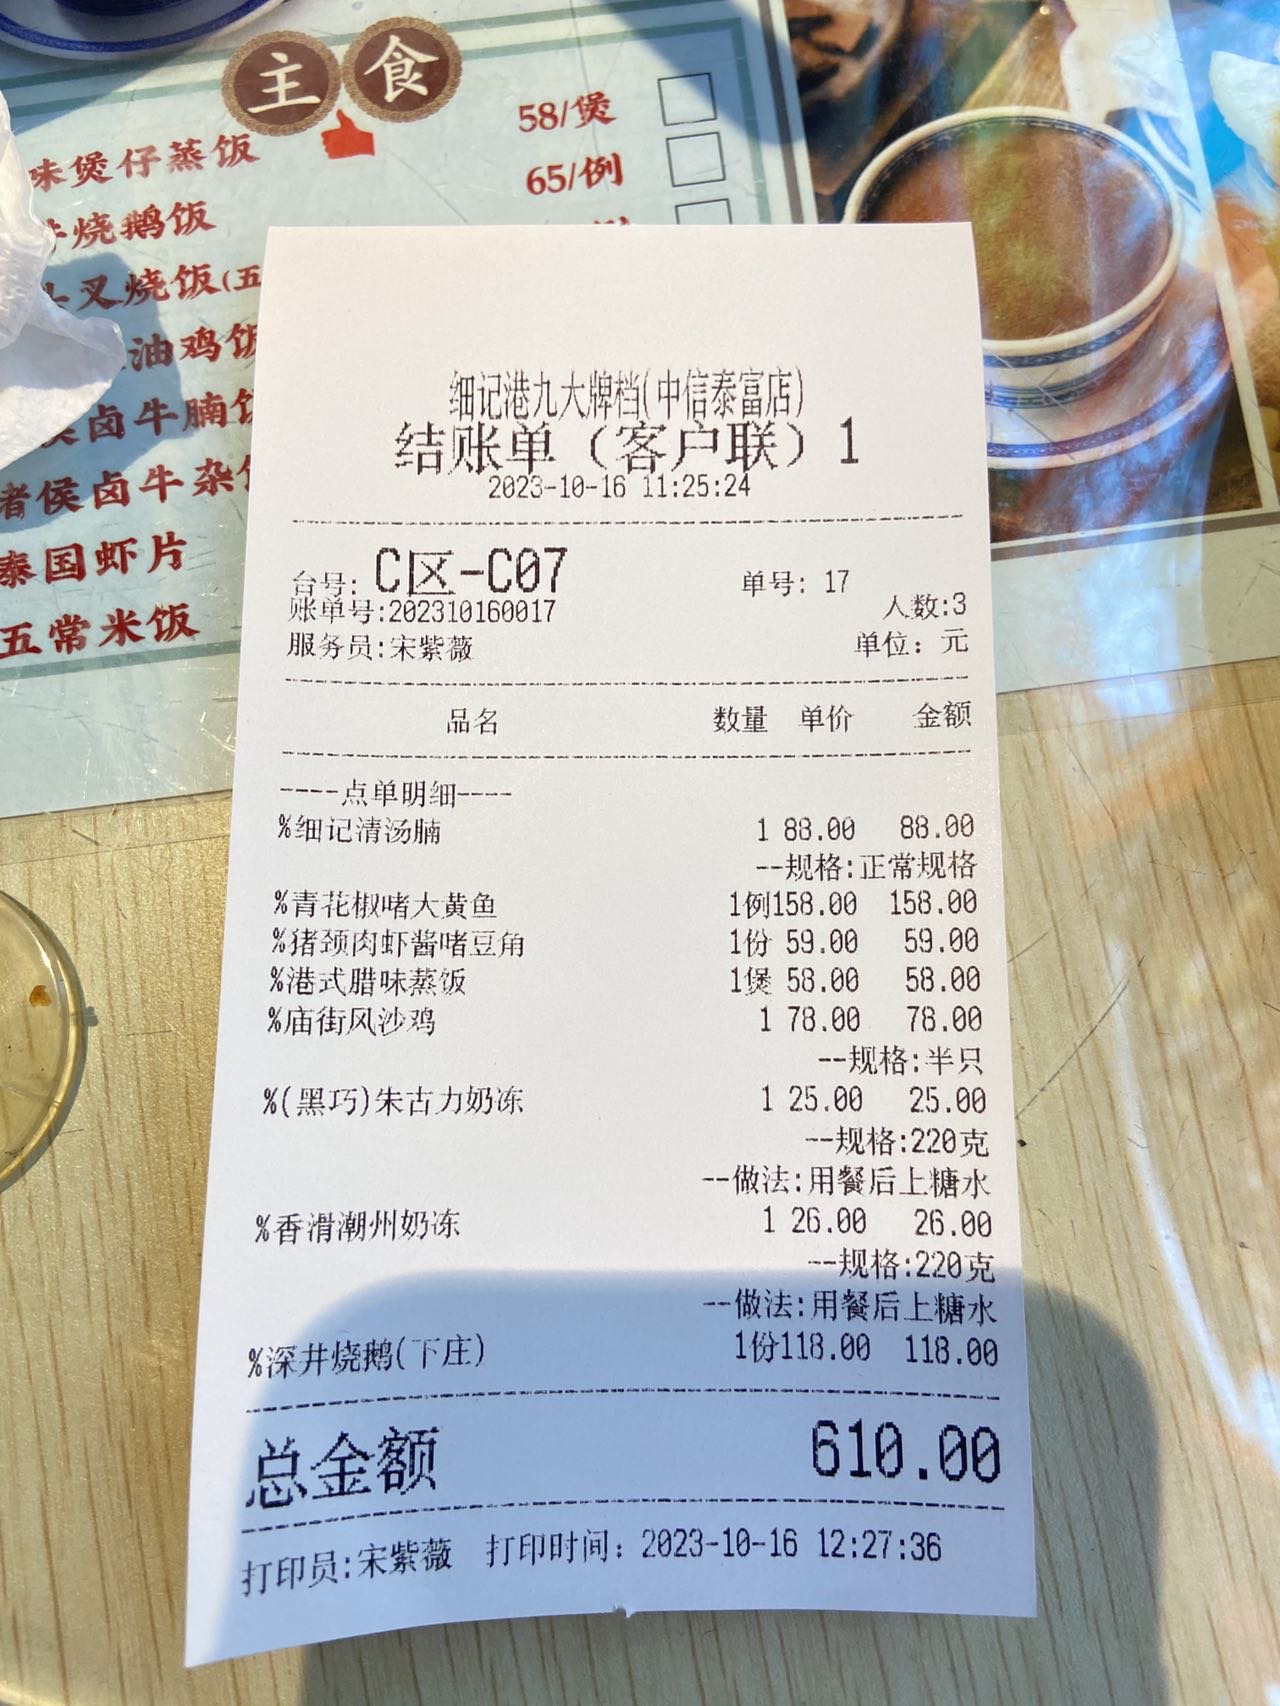 主食
味煲仔蒸饭 58/煲
烧鹅饭 65/例
叉烧饭(五
油鸡饭
卤牛腩饭
者侯卤牛杂
泰国虾片
五常米饭
细记港九大牌档(中信泰富店)
结账单（客户联）1
2023-10-16 11:25:24
台号: C区-C07 单号: 17
账单号:202310160017 人数:3
服务员:宋紫薇 单位: 元
品名 数量 单价 金额
----点单明细----
%细记清汤腩 1 88.00 88.00
--规格:正常规格
%青花椒啫大黄鱼 1例158.00 158.00
%猪颈肉虾酱啫豆角 1份 59.00 59.00
%港式腊味蒸饭 1煲 58.00 58.00
%庙街风沙鸡 1 78.00 78.00
--规格:半只
%(黑巧)朱古力奶冻 1 25.00 25.00
--规格:220克
--做法:用餐后上糖水
%香滑潮州奶冻 1 26.00 26.00
--规格:220克
--做法:用餐后上糖水
%深井烧鹅(下庄) 1份118.00 118.00
总金额 610.00
打印员:宋紫薇 打印时间: 2023-10-16 12:27:36